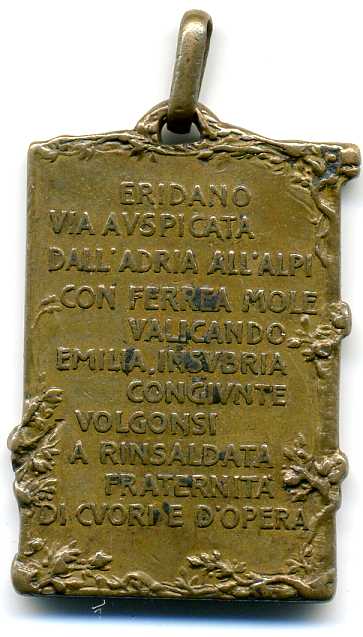 ERIDANO
VIA AVSPICATA
DALL'ADRIA ALL'ALPI
CON FERREA MOLE
VALICANDO
EMILIA, INSVBRIA
CONGIVNTE
VOLGONSI
A RINSALDATA
FRATERNITA
DI CVORI E D'OPERA